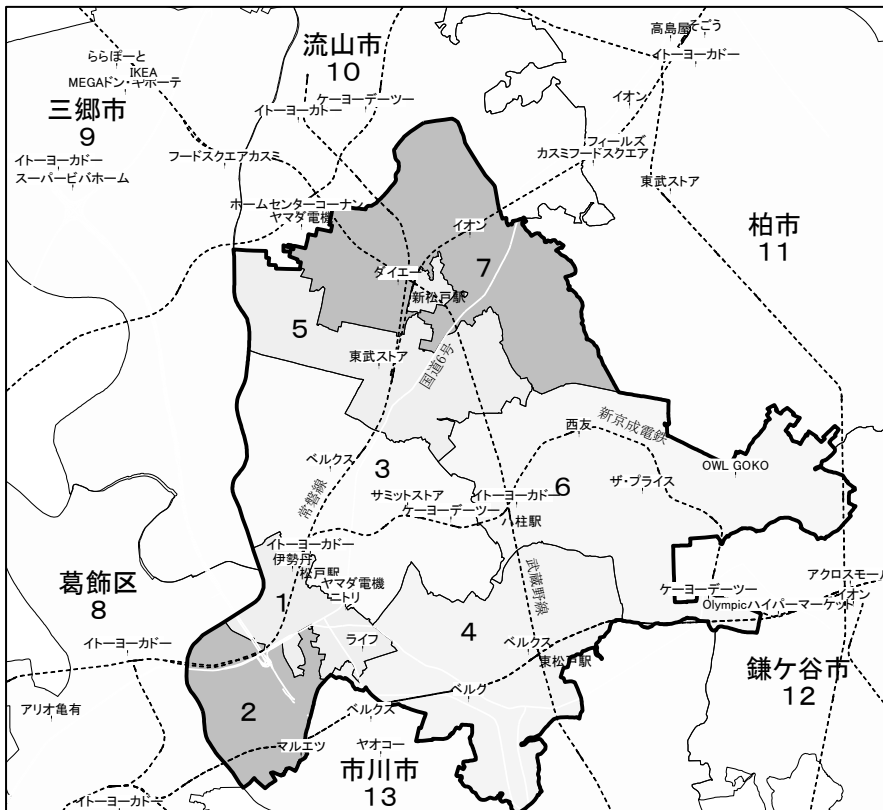 高島屋
そごう
イトーヨーカドー
流山市
10
ららぽーと
IKEA
MEGAドン・キホーテ
三郷市
9
イトーヨーカドー
ケーヨーデーツー
イオン
フィールズ
カスミフードスクエア
イトーヨーカドー
スーパービバホーム
フードスクエアカスミ
東武ストア
ホームセンターコーナン
ヤマダ電機
イオン
柏市
11
ダイエー
7
新松戸駅
5
東武ストア
国道6号
西友
新京成電鉄
ベルクス
3
OWL GOKO
常磐線
サミットストア
ケーヨーデーツー
イトーヨーカドー
6
ザ・プライス
八柱駅
イトーヨーカドー
伊勢丹
松戸駅
ヤマダ電機
ニトリ
武蔵野線
葛飾区
8
1
アクロスモール
イオン
ケーヨーデーツー
Olympicハイパーマーケット
4
イトーヨーカドー
ライフ
ベルクス
東松戸駅
鎌ケ谷市
12
アリオ亀有
2
ベルクス
ベルク
マルエツ
ヤオコー
市川市
13
イトーヨーカドー